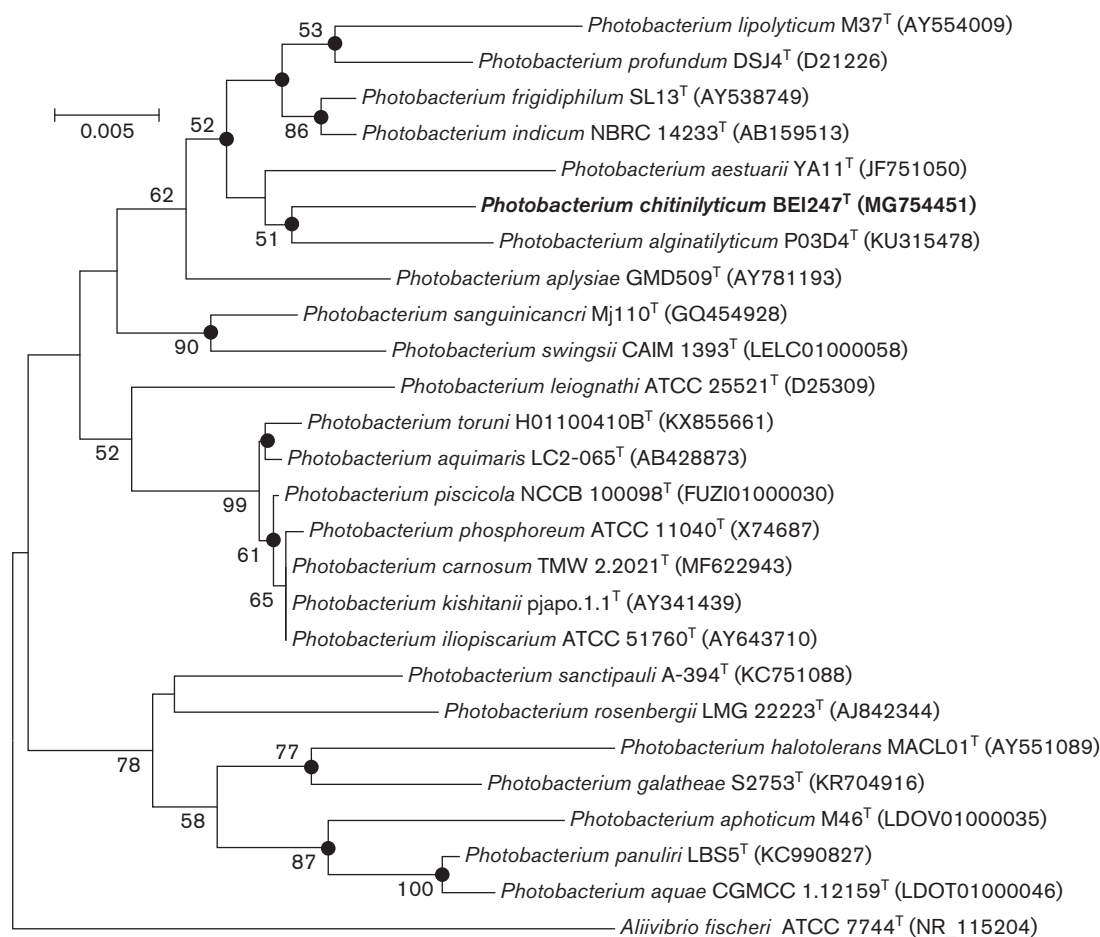 53
Photobacterium lipolyticum M37T (AY554009)
Photobacterium profundum DSJ4T (D21226)
Photobacterium frigidiphilum SL13T (AY538749)
0.005
52
86
Photobacterium indicum NBRC 14233T (AB159513)
Photobacterium aestuarii YA11T (JF751050)
62
Photobacterium chitinilyticum BEI247T (MG754451)
51
Photobacterium alginatilyticum P03D4T (KU315478)
Photobacterium aplysiae GMD509T (AY781193)
Photobacterium sanguinicancri Mj110T (GQ454928)
90
Photobacterium swingsii CAIM 1393T (LELC01000058)
Photobacterium leiognathi ATCC 25521T (D25309)
Photobacterium toruni H01100410BT (KX855661)
52
Photobacterium aquimaris LC2-065T (AB428873)
Photobacterium piscicola NCCB 100098T (FUZI01000030)
99
Photobacterium phosphoreum ATCC 11040T (X74687)
61
Photobacterium carnosum TMW 2.2021T (MF622943)
65
Photobacterium kishitanii pjapo.1.1T (AY341439)
Photobacterium iliopiscarium ATCC 51760T (AY643710)
Photobacterium sanctipauli A-394T (KC751088)
Photobacterium rosenbergii LMG 22223T (AJ842344)
78
77
Photobacterium halotolerans MACL01T (AY551089)
Photobacterium galatheae S2753T (KR704916)
58
Photobacterium aphoticum M46T (LDOV01000035)
87
Photobacterium panuliri LBS5T (KC990827)
100
Photobacterium aquae CGMCC 1.12159T (LDOT01000046)
Aliivibrio fischeri ATCC 7744T (NR 115204)